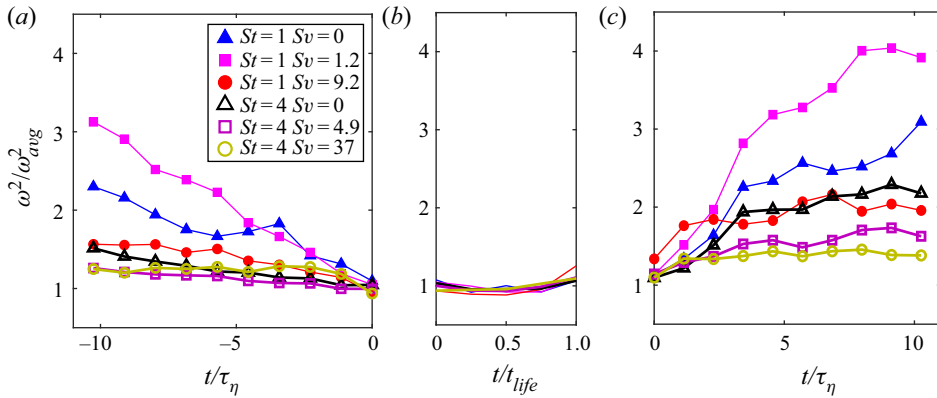 (a) (b) (c)
4 4 4
3 3 3
2 2 2
1 1 1
ω²/ω²avg
St = 1 Sv = 0
St = 1 Sv = 1.2
St = 1 Sv = 9.2
St = 4 Sv = 0
St = 4 Sv = 4.9
St = 4 Sv = 37
−10 −5 0 0 0.5 1.0 0 5 10
t/τη t/tlife t/τη